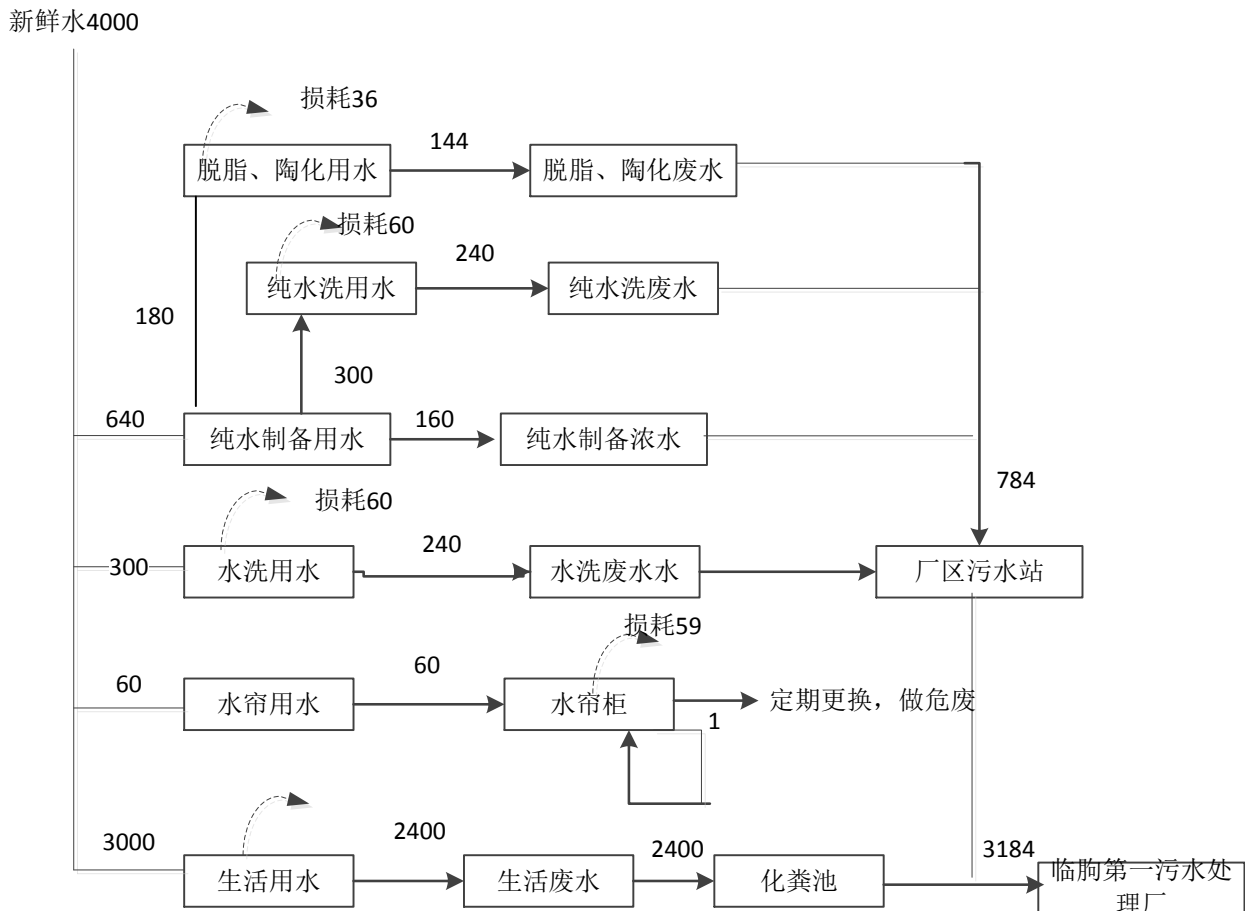 新鲜水4000
损耗36
144
脱脂、陶化用水
脱脂、陶化废水
损耗60
240
纯水洗用水
纯水洗废水
180
300
640
160
纯水制备用水
纯水制备浓水
784
损耗60
300
240
水洗用水
水洗废水水
厂区污水站
损耗59
60
60
水帘用水
水帘柜
定期更换，做危废
1
3000
2400
2400
3184
生活用水
生活废水
化粪池
临朐第一污水处
理厂